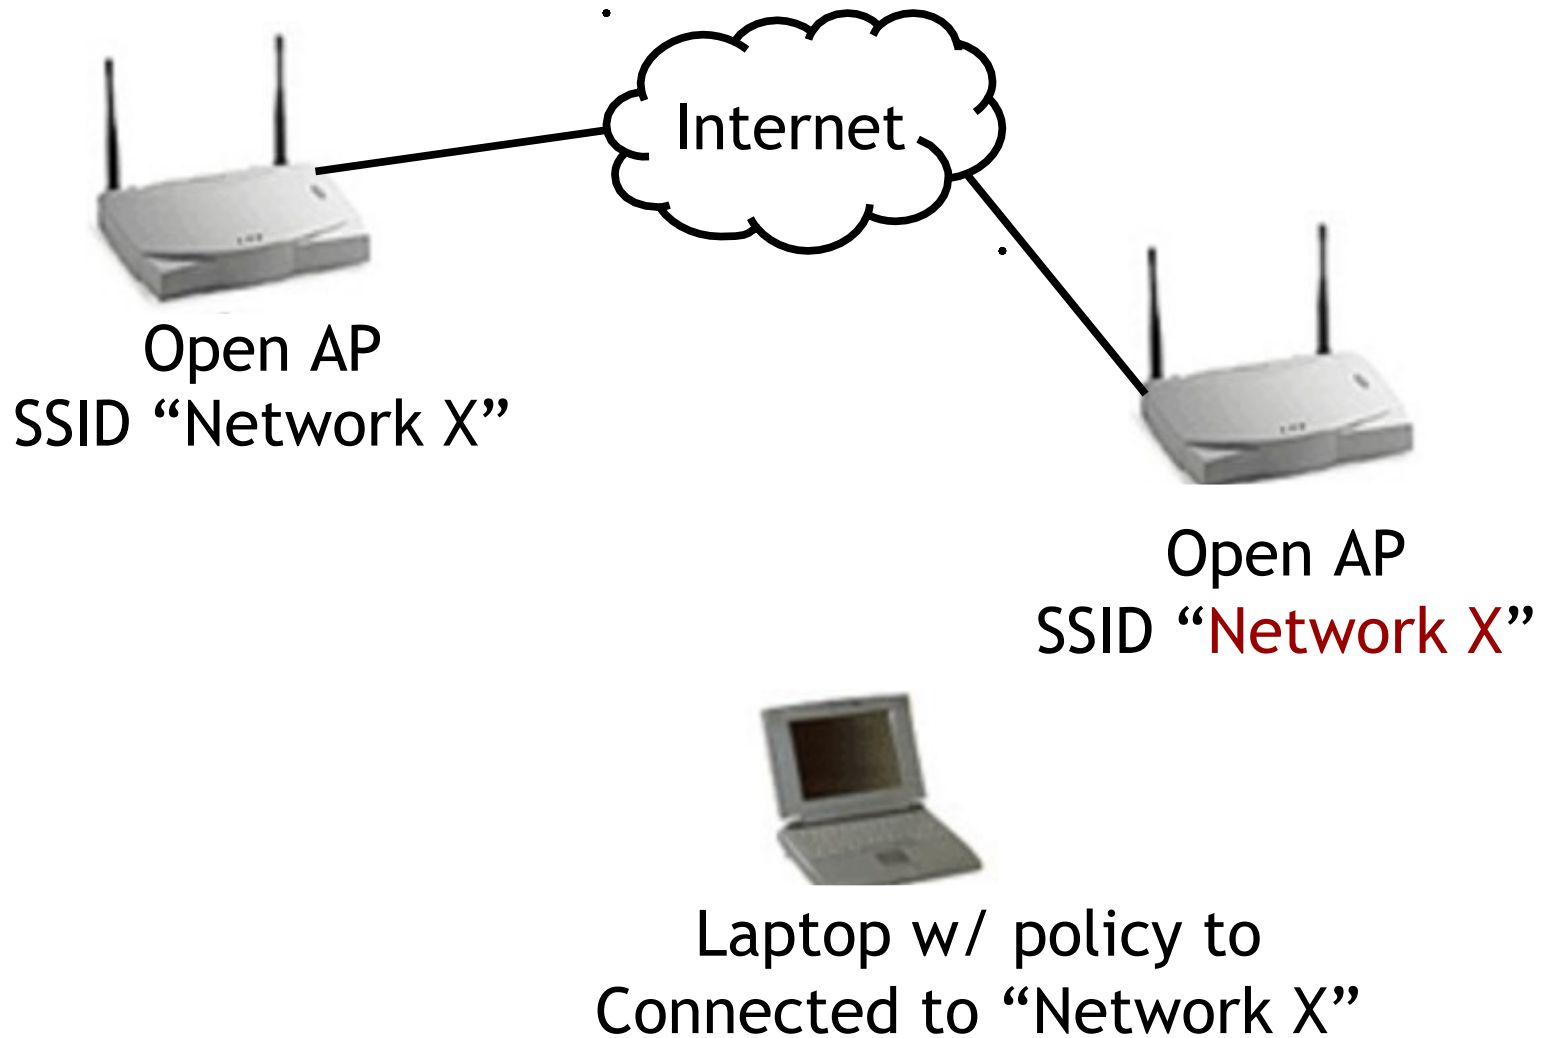 Internet
Open AP
SSID “Network X”
Open AP
SSID “Network X”
Laptop w/ policy to
Connected to “Network X”